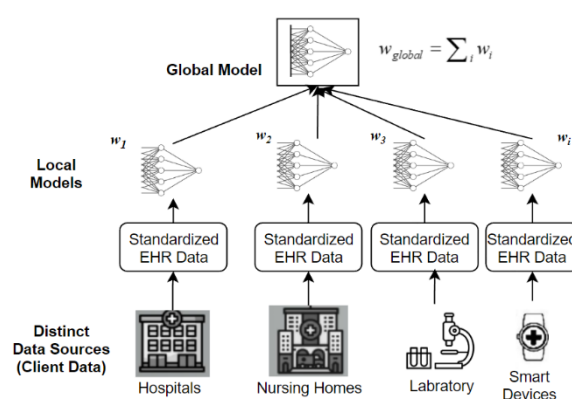 Global Model
w_global = ∑_i w_i
w_1
w_2
w_3
w_i
Local
Models
Standardized
EHR Data
Standardized
EHR Data
Standardized
EHR Data
Standardized
EHR Data
Distinct
Data Sources
(Client Data)
Hospitals
Nursing Homes
Labratory
Smart
Devices